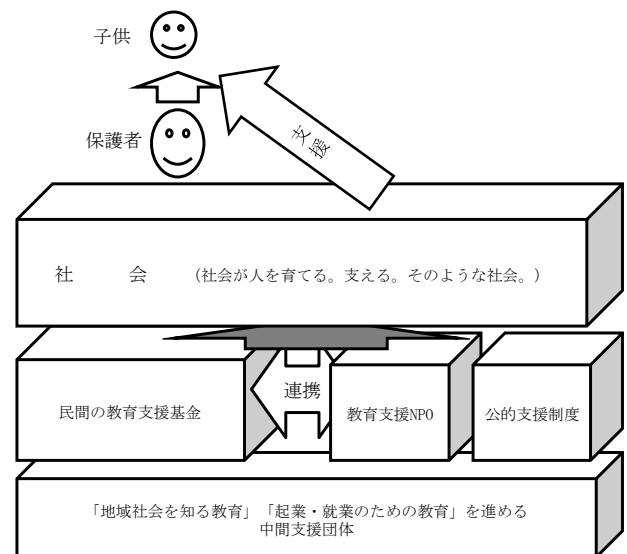 子供
保護者
支援
社　会　（社会が人を育てる。支える。そのような社会。）
連携
民間の教育支援基金
教育支援NPO
公的支援制度
「地域社会を知る教育」「起業・就業のための教育」を進める
中間支援団体